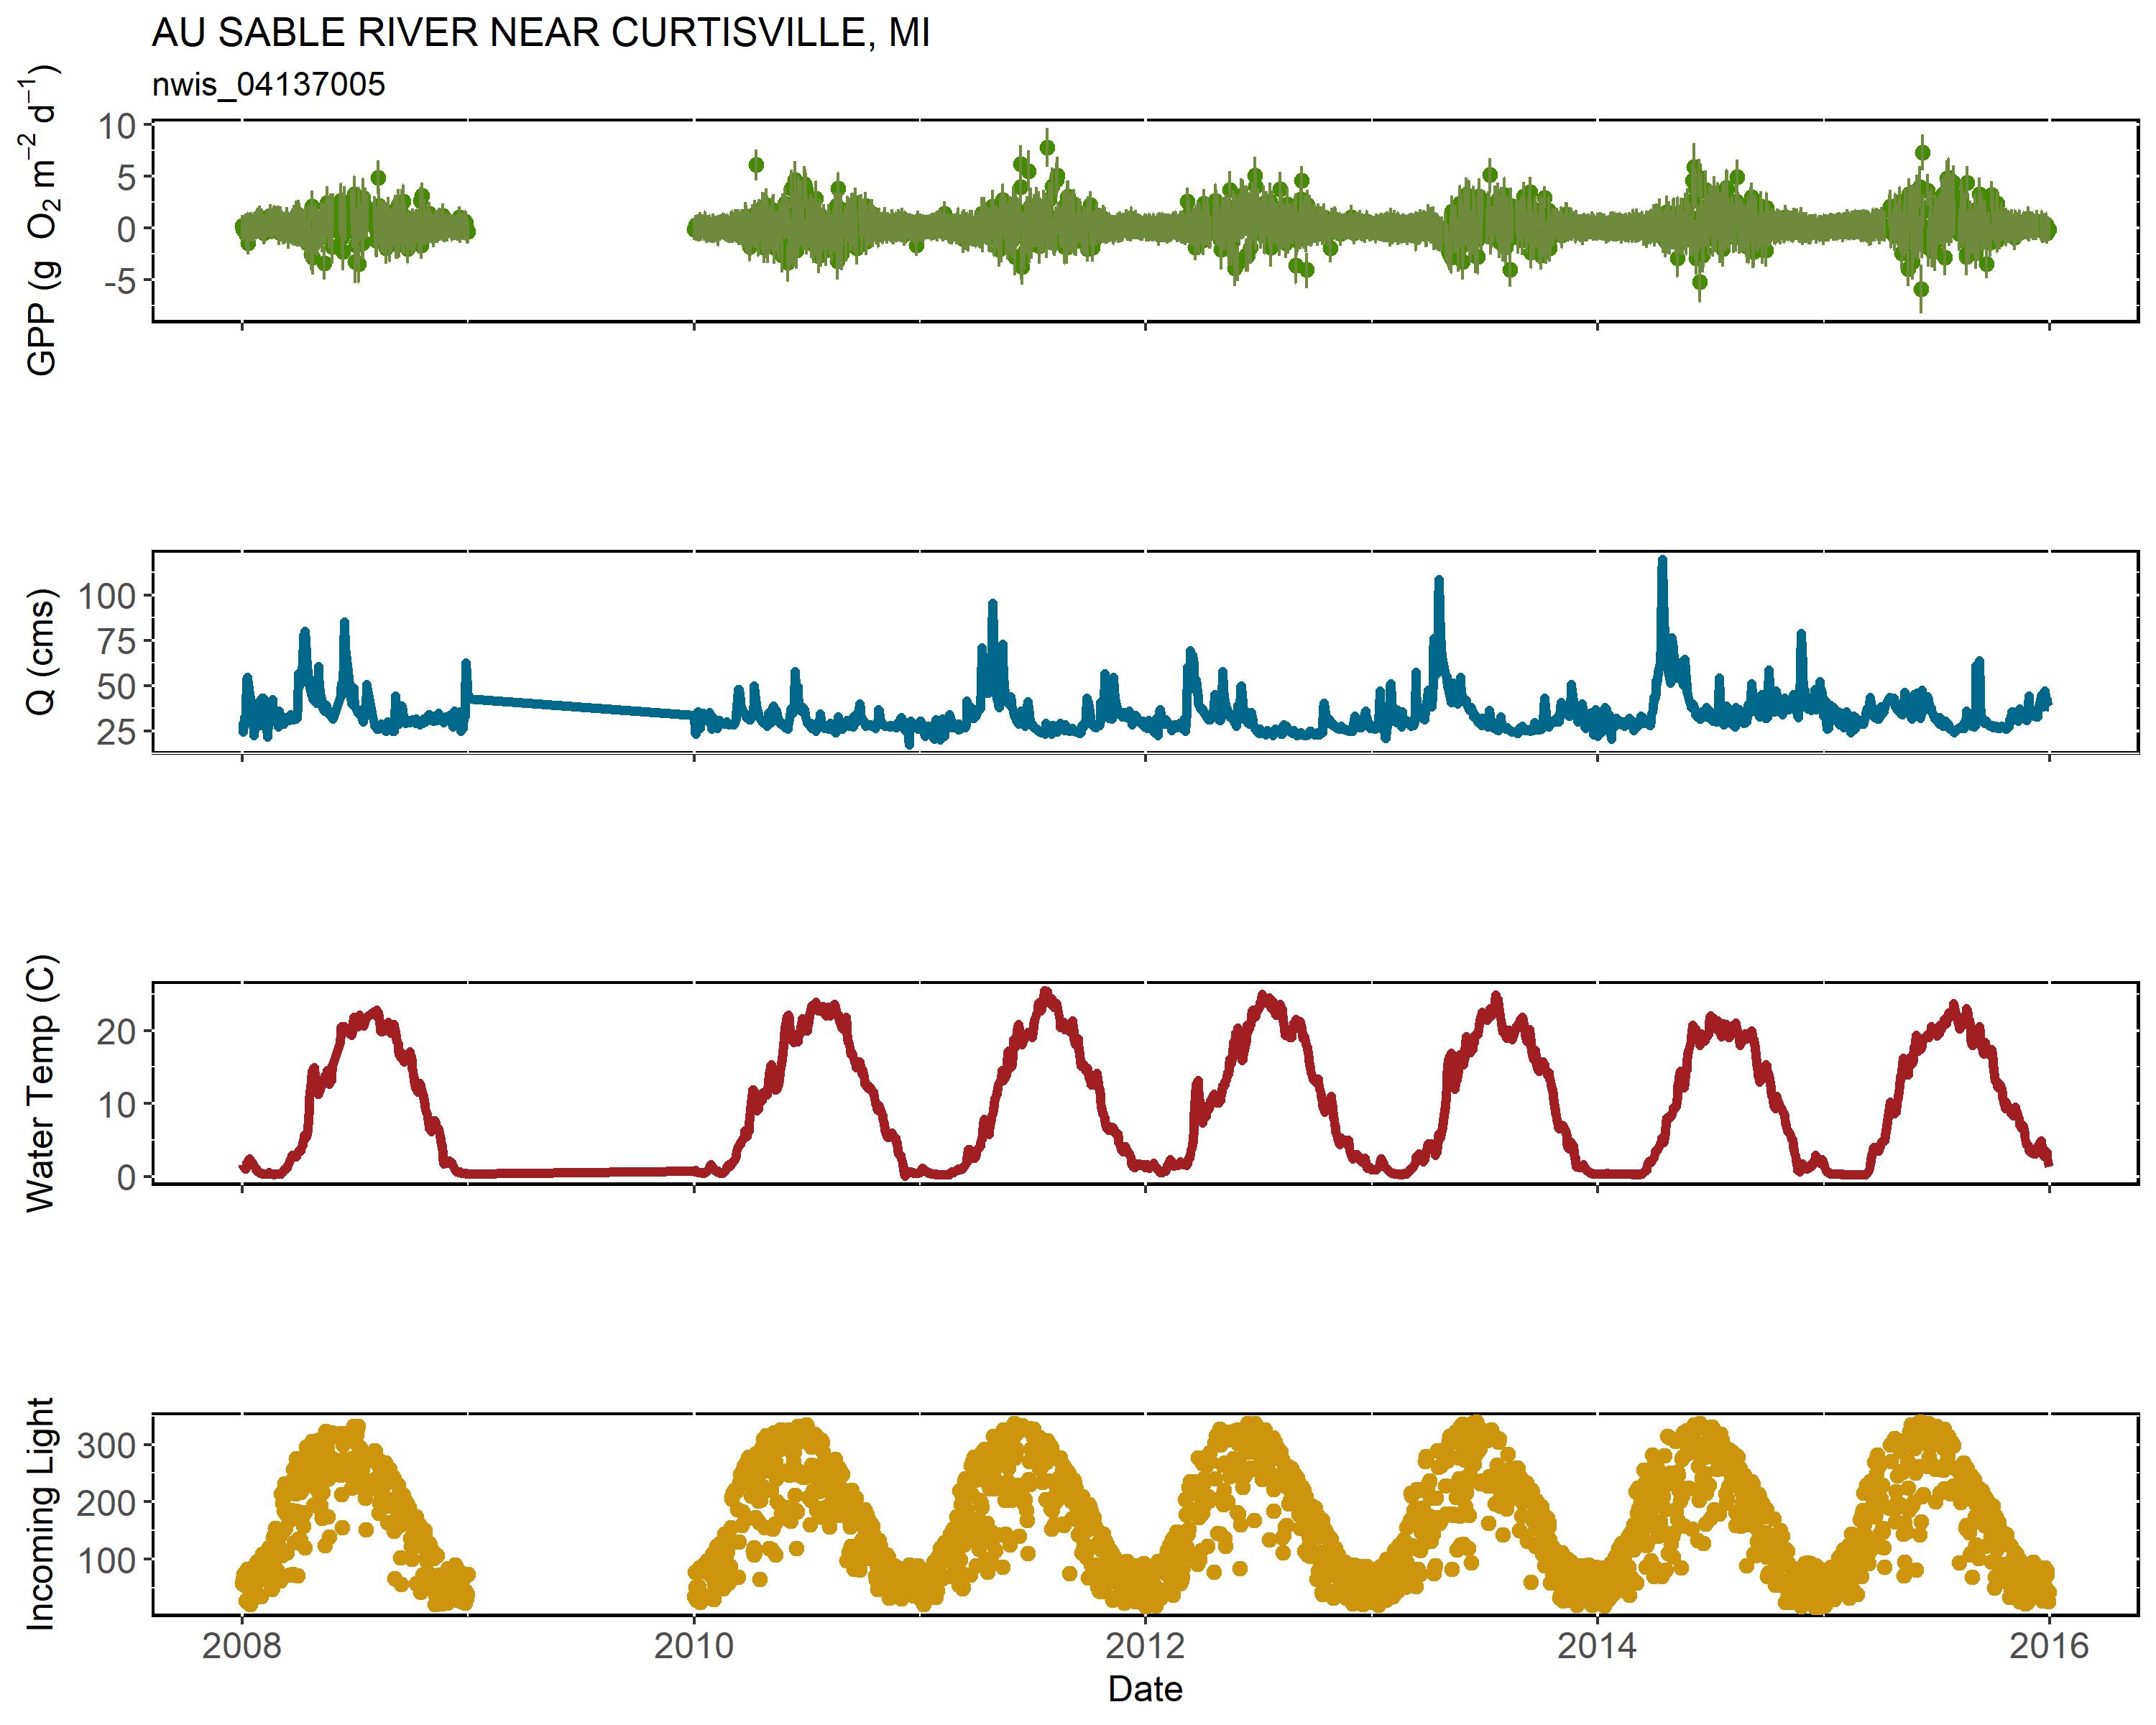 AU SABLE RIVER NEAR CURTISVILLE, MI
nwis_04137005
GPP (g O₂ m⁻² d⁻¹)
10
5
0
-5
Q (cms)
100
75
50
25
Water Temp (C)
20
10
0
Incoming Light
300
200
100
2008 2010 2012 2014 2016
Date